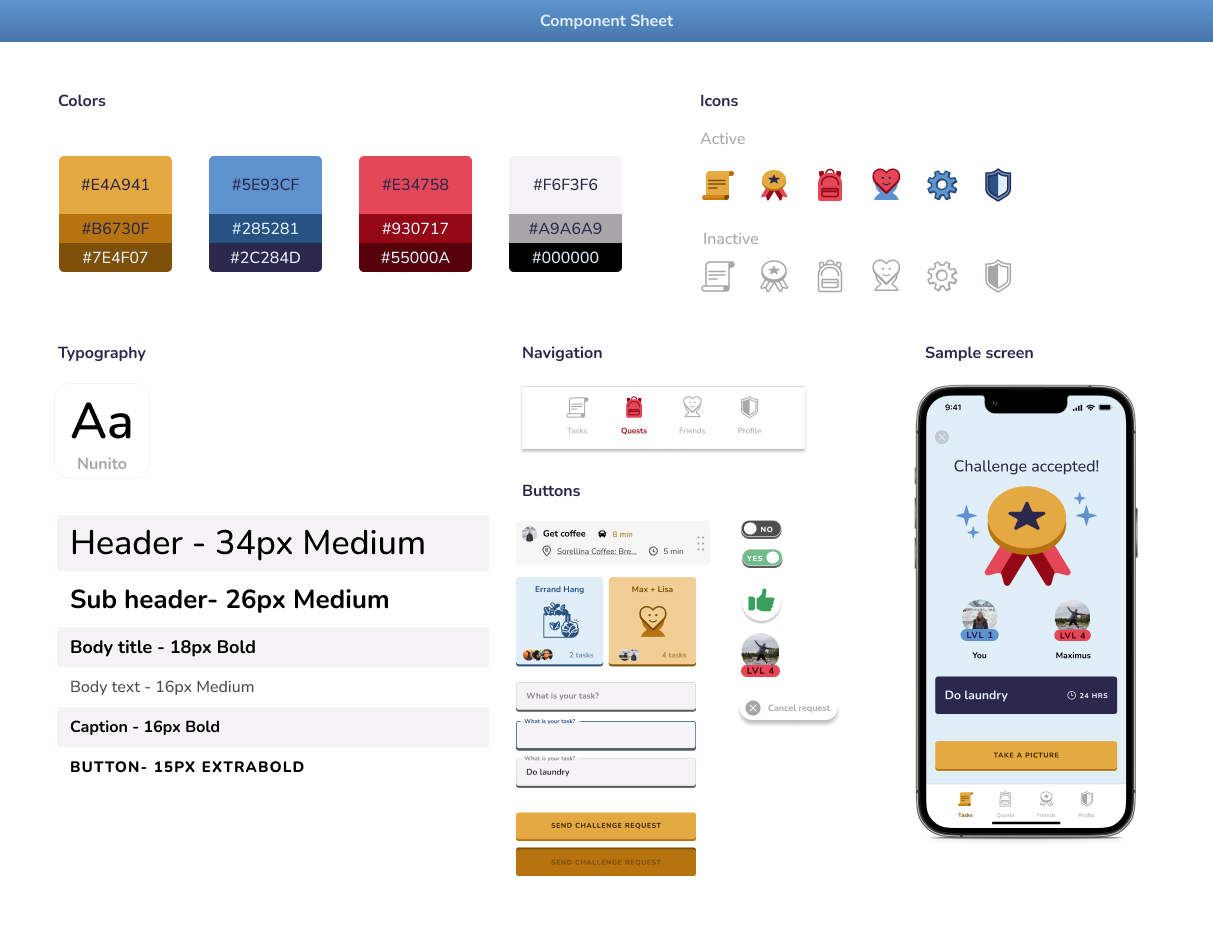 Component Sheet
Colors
#E4A941
#B6730F
#7E4F07
#5E93CF
#285281
#2C284D
#E34758
#930717
#55000A
#F6F3F6
#A9A6A9
#000000
Icons
Active
Inactive
Typography
Aa
Nunito
Header - 34px Medium
Sub header- 26px Medium
Body title - 18px Bold
Body text - 16px Medium
Caption - 16px Bold
BUTTON- 15PX EXTRABOLD
Navigation
Tasks
Quests
Friends
Profile
Buttons
Get coffee 8 min
Sorellina Coffee: Bre... 5 min
Errand Hang
2 tasks
Max + Lisa
4 tasks
What is your task?
What is your task?
What is your task?
Do laundry
SEND CHALLENGE REQUEST
SEND CHALLENGE REQUEST
NO
YES
LVL 4
Cancel request
Sample screen
9:41
Challenge accepted!
LVL 1
You
LVL 4
Maximus
Do laundry 24 HRS
TAKE A PICTURE
Tasks
Quests
Friends
Profile